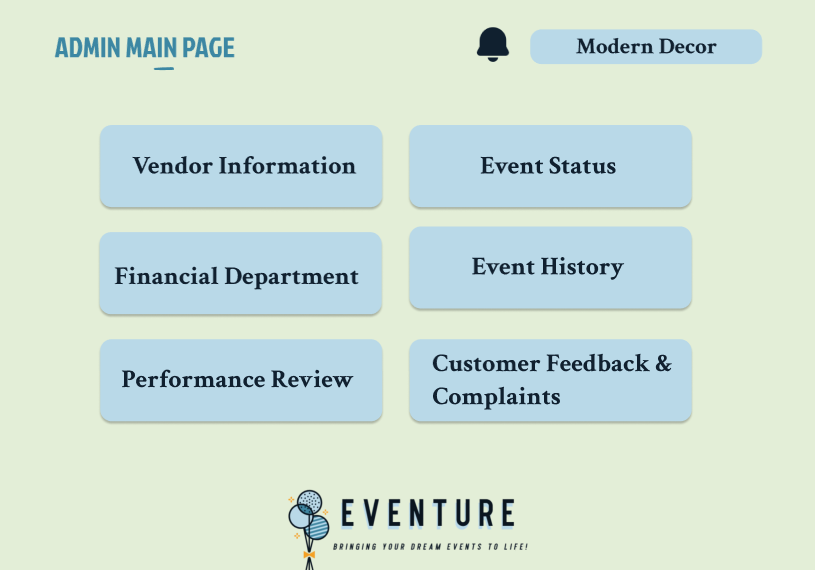 ADMIN MAIN PAGE
Modern Decor
Vendor Information
Event Status
Financial Department
Event History
Performance Review
Customer Feedback &
Complaints
EVENTURE
BRINGING YOUR DREAM EVENTS TO LIFE!